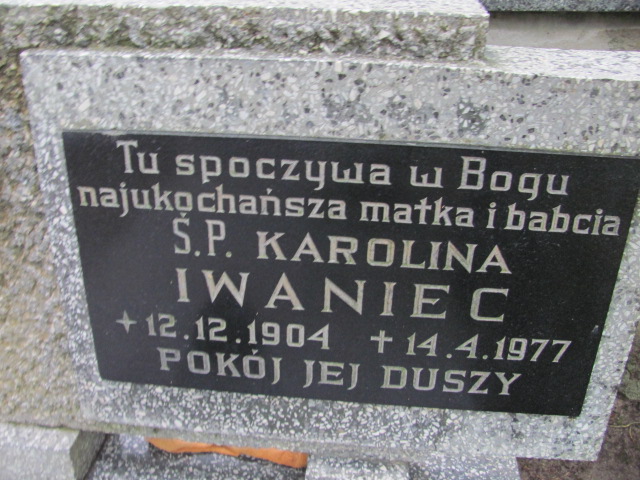 Tu spoczywa w Bogu
najukochańsza matka i babcia
Ś.P. KAROLINA
IWANIEC
+ 12.12.1904 + 14.4.1977
POKÓJ JEJ DUSZY